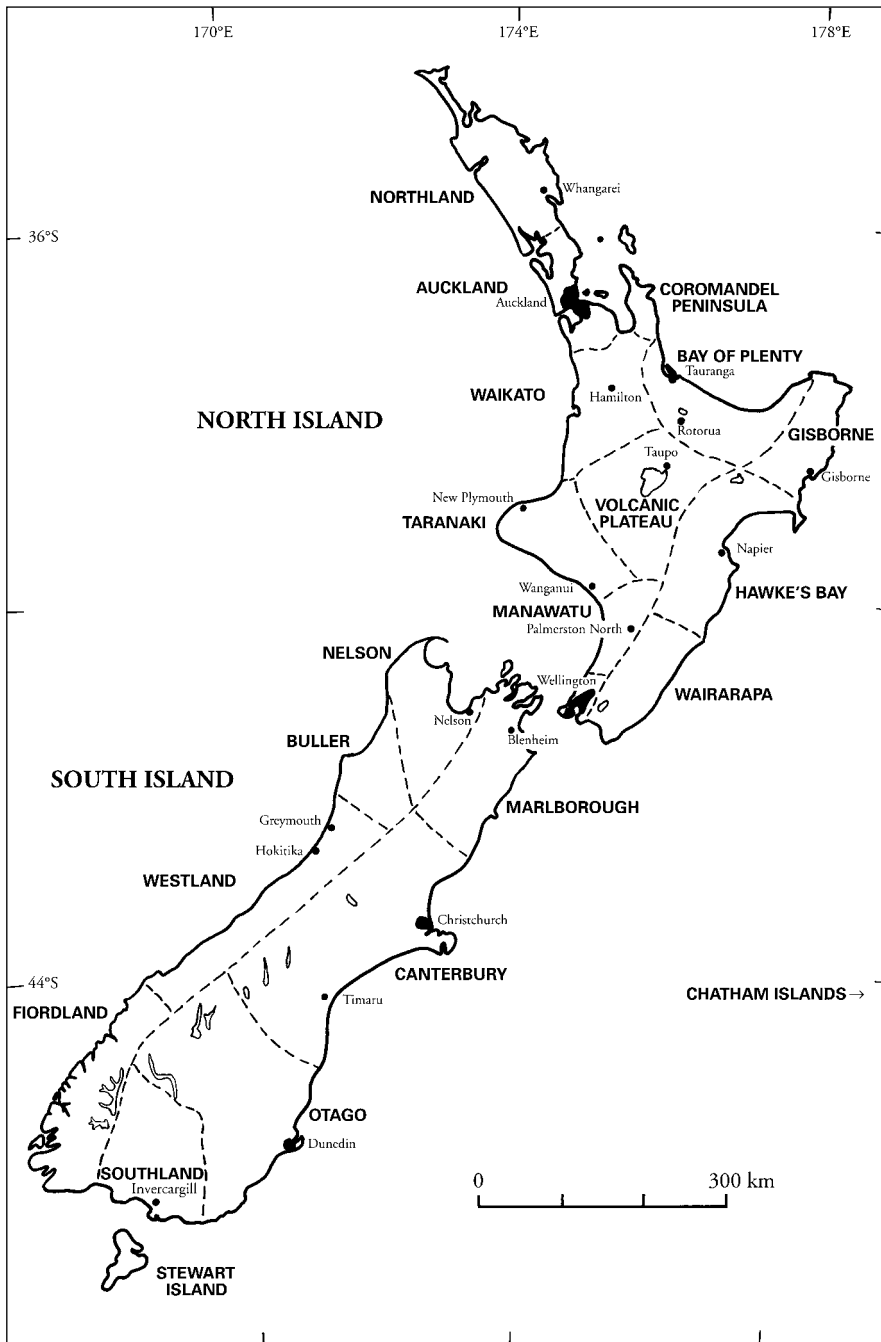 170°E
174°E
178°E
NORTHLAND
Whangarei
36°S
AUCKLAND
Auckland
COROMANDEL
PENINSULA
BAY OF PLENTY
Tauranga
WAIKATO
Hamilton
NORTH ISLAND
Rotorua
GISBORNE
Taupo
Gisborne
New Plymouth
TARANAKI
VOLCANIC
PLATEAU
Napier
Wanganui
HAWKE'S BAY
MANAWATU
Palmerston North
NELSON
Wellington
WAIRARAPA
Nelson
BULLER
Blenheim
SOUTH ISLAND
MARLBOROUGH
Greymouth
Hokitika
WESTLAND
Christchurch
CANTERBURY
44°S
CHATHAM ISLANDS→
Timaru
FIORDLAND
OTAGO
Dunedin
SOUTHLAND
Invercargill
0
300 km
STEWART
ISLAND